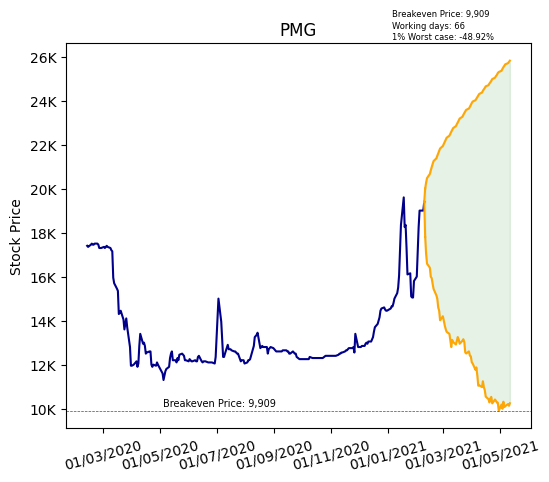 Breakeven Price: 9,909
Working days: 66
1% Worst case: -48.92%
PMG
Stock Price
26K
24K
22K
20K
18K
16K
14K
12K
10K
Breakeven Price: 9,909
01/03/2020
01/05/2020
01/07/2020
01/09/2020
01/11/2020
01/01/2021
01/03/2021
01/05/2021